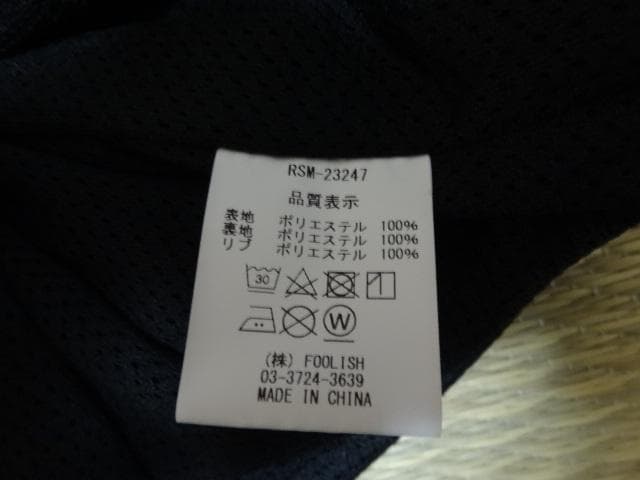 RSM-23247
品質表示
表地 ポリエステル 100%
裏地 ポリエステル 100%
リブ ポリエステル 100%
30
W
(株) FOOLISH
03-3724-3639
MADE IN CHINA